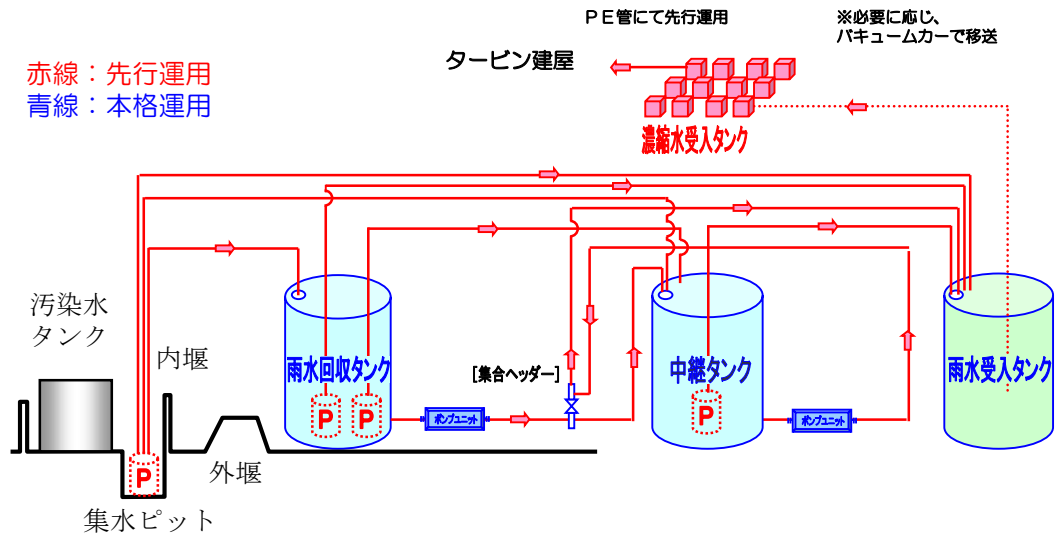 PE管にて先行運用
※必要に応じ、
バキュームカーで移送
赤線：先行運用
青線：本格運用
タービン建屋
濃縮水受入タンク
汚染水
タンク
内堰
雨水回収タンク
[集合ヘッダー]
中継タンク
雨水受入タンク
P
P
P
ポンプユニット
ポンプユニット
外堰
P
集水ピット